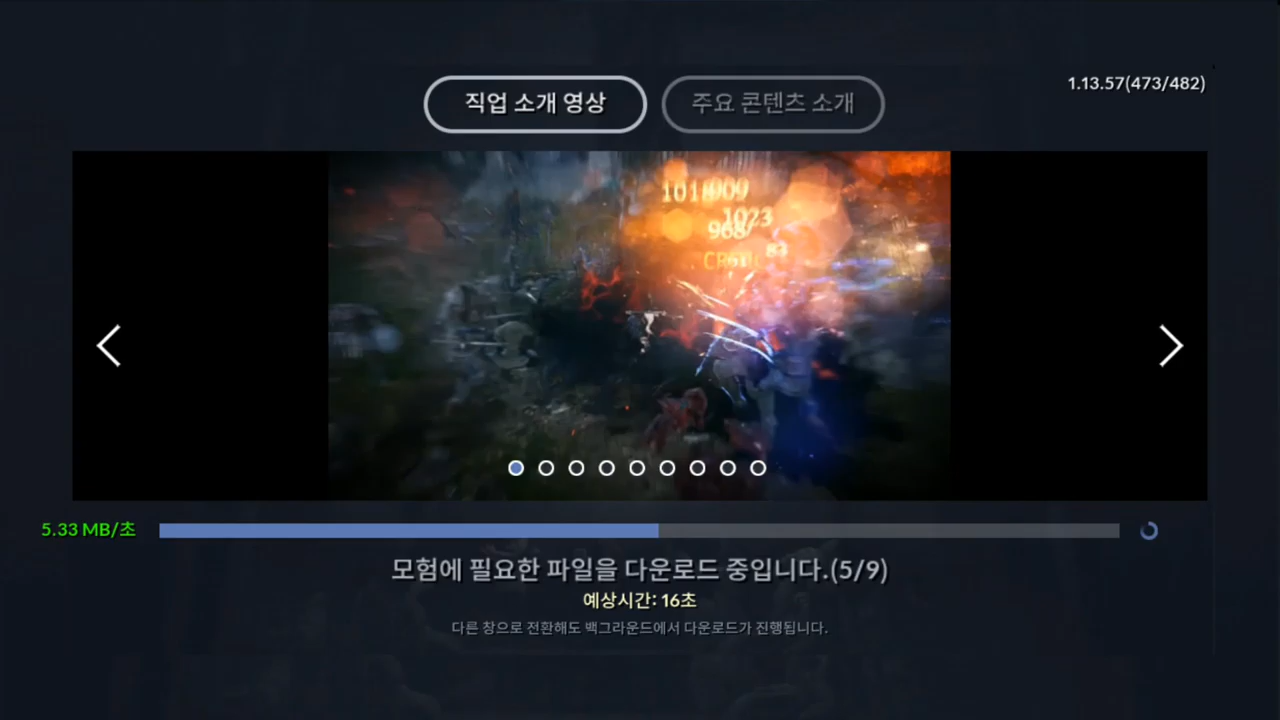 직업 소개 영상
주요 콘텐츠 소개
1.13.57(473/482)
1023
968
5.33 MB/초
모험에 필요한 파일을 다운로드 중입니다.(5/9)
예상시간: 16초
다른 창으로 전환해도 백그라운드에서 다운로드가 진행됩니다.